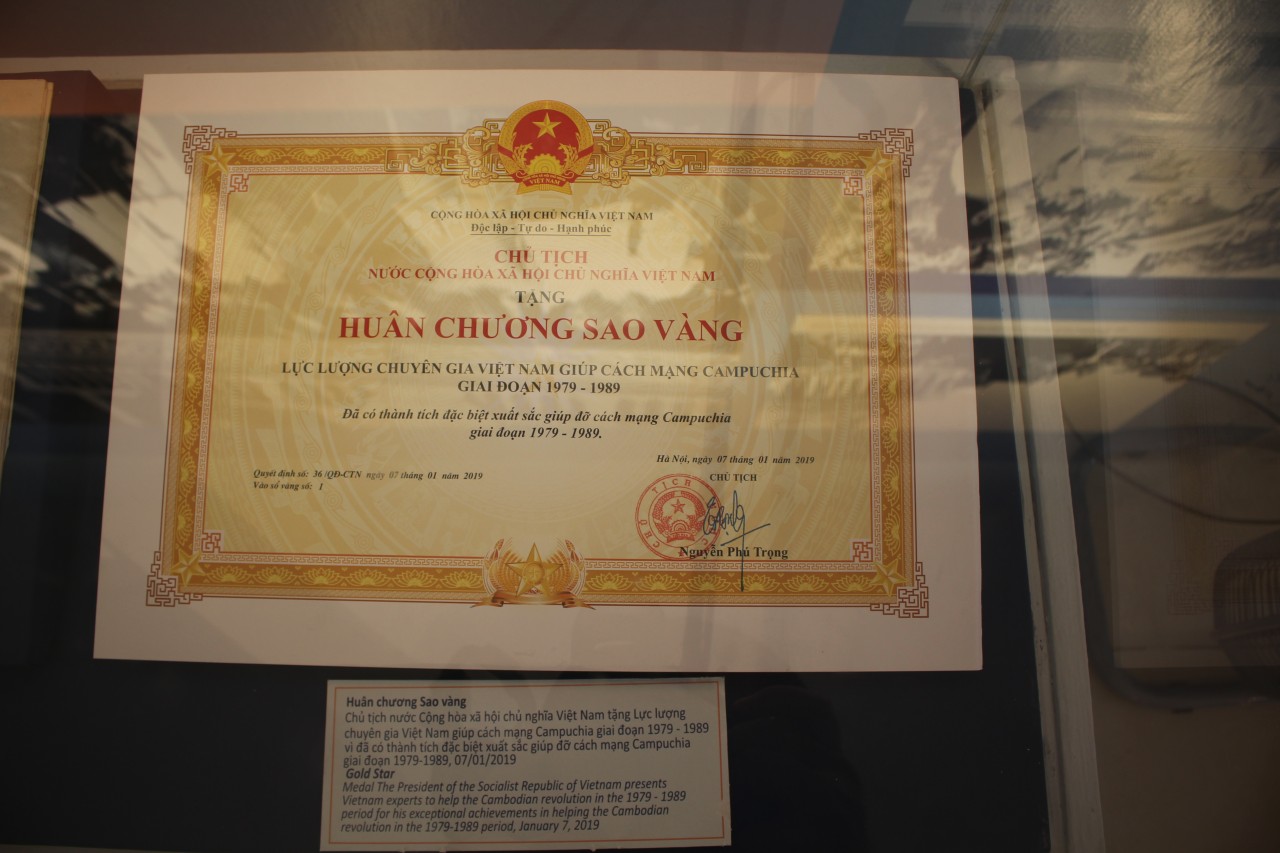 VIỆT NAM
CỘNG HÒA XÃ HỘI CHỦ NGHĨA VIỆT NAM
Độc lập - Tự do - Hạnh phúc
CHỦ TỊCH
NƯỚC CỘNG HÒA XÃ HỘI CHỦ NGHĨA VIỆT NAM
TẶNG
HUÂN CHƯƠNG SAO VÀNG
LỰC LƯỢNG CHUYÊN GIA VIỆT NAM GIÚP CÁCH MẠNG CAMPUCHIA
GIAI ĐOẠN 1979 - 1989
Đã có thành tích đặc biệt xuất sắc giúp đỡ cách mạng Campuchia
giai đoạn 1979 - 1989.
Hà Nội, ngày 07 tháng 01 năm 2019
Quyết định số: 36 /QĐ-CTN ngày 07 tháng 01 năm 2019
Vào sổ vàng số: 1
CHỦ TỊCH
Nguyễn Phú Trọng
Huân chương Sao vàng
Chủ tịch nước Cộng hòa xã hội chủ nghĩa Việt Nam tặng Lực lượng
chuyên gia Việt Nam giúp cách mạng Campuchia giai đoạn 1979 - 1989
vì đã có thành tích đặc biệt xuất sắc giúp đỡ cách mạng Campuchia
giai đoạn 1979-1989, 07/01/2019
Gold Star
Medal The President of the Socialist Republic of Vietnam presents
Vietnam experts to help the Cambodian revolution in the 1979 - 1989
period for his exceptional achievements in helping the Cambodian
revolution in the 1979-1989 period, January 7, 2019